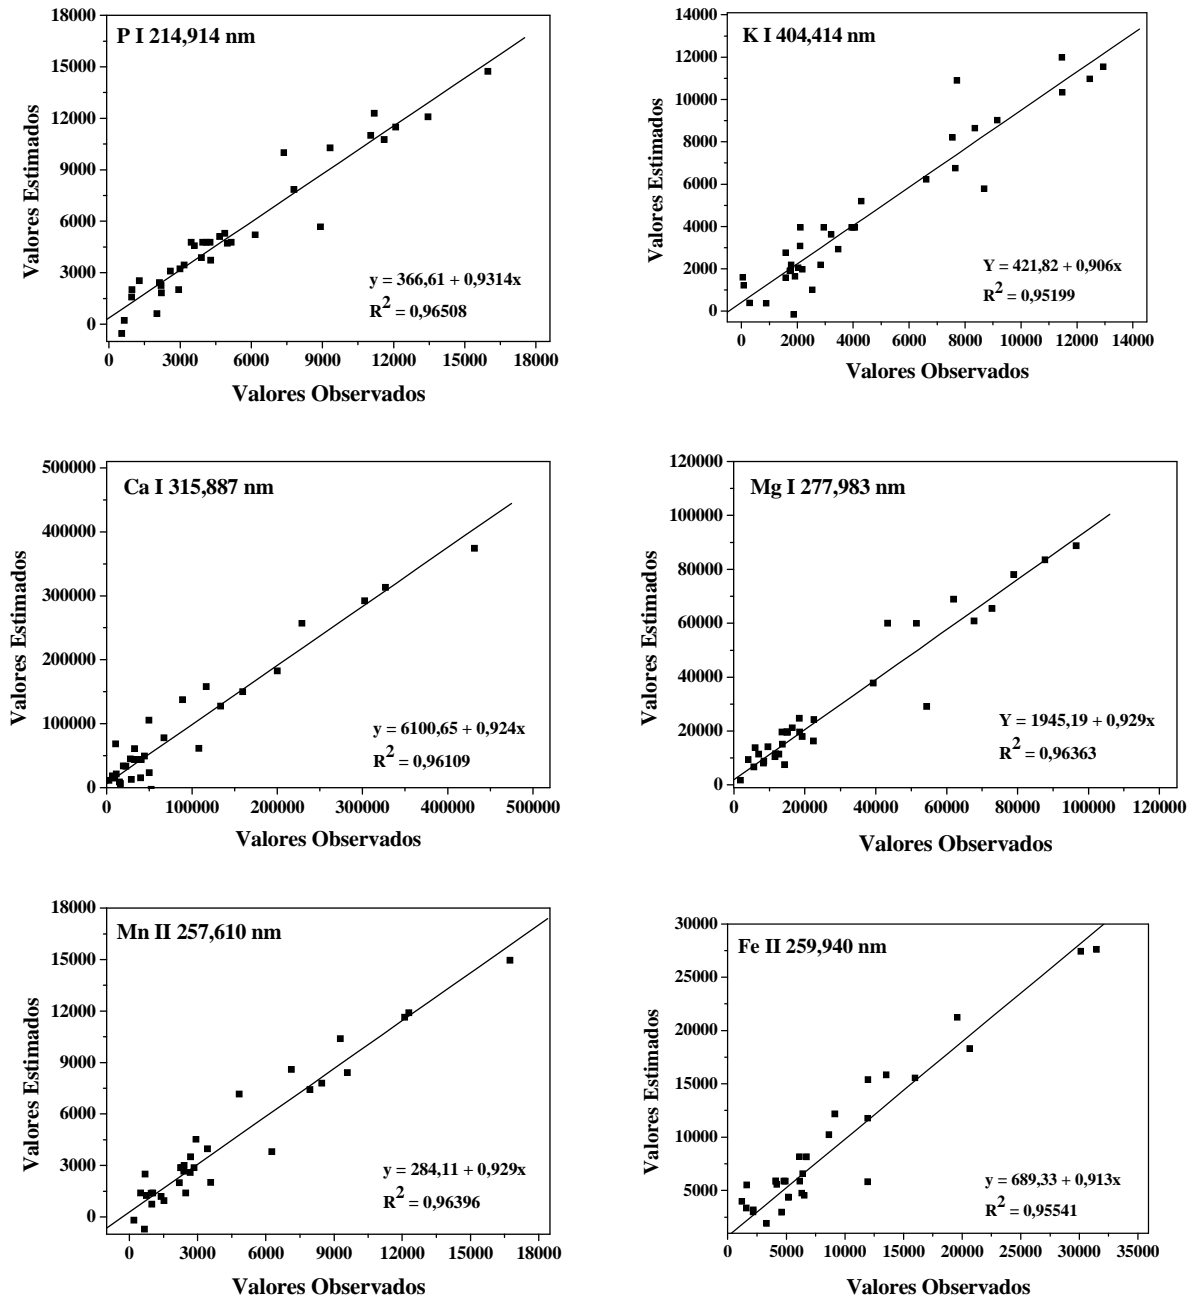 P I 214,914 nm
18000
15000
12000
9000
6000
3000
0
Valores Estimados
y = 366,61 + 0,9314x
R² = 0,96508
0 3000 6000 9000 12000 15000 18000
Valores Observados
K I 404,414 nm
14000
12000
10000
8000
6000
4000
2000
0
Valores Estimados
Y = 421,82 + 0,906x
R² = 0,95199
0 2000 4000 6000 8000 10000 12000 14000
Valores Observados
Ca I 315,887 nm
500000
400000
300000
200000
100000
0
Valores Estimados
y = 6100,65 + 0,924x
R² = 0,96109
0 100000 200000 300000 400000 500000
Valores Observados
Mg I 277,983 nm
120000
100000
80000
60000
40000
20000
0
Valores Estimados
Y = 1945,19 + 0,929x
R² = 0,96363
0 20000 40000 60000 80000 100000 120000
Valores Observados
Mn II 257,610 nm
18000
15000
12000
9000
6000
3000
0
Valores Estimados
y = 284,11 + 0,929x
R² = 0,96396
0 3000 6000 9000 12000 15000 18000
Valores Observados
Fe II 259,940 nm
30000
25000
20000
15000
10000
5000
Valores Estimados
y = 689,33 + 0,913x
R² = 0,95541
0 5000 10000 15000 20000 25000 30000 35000
Valores Observados